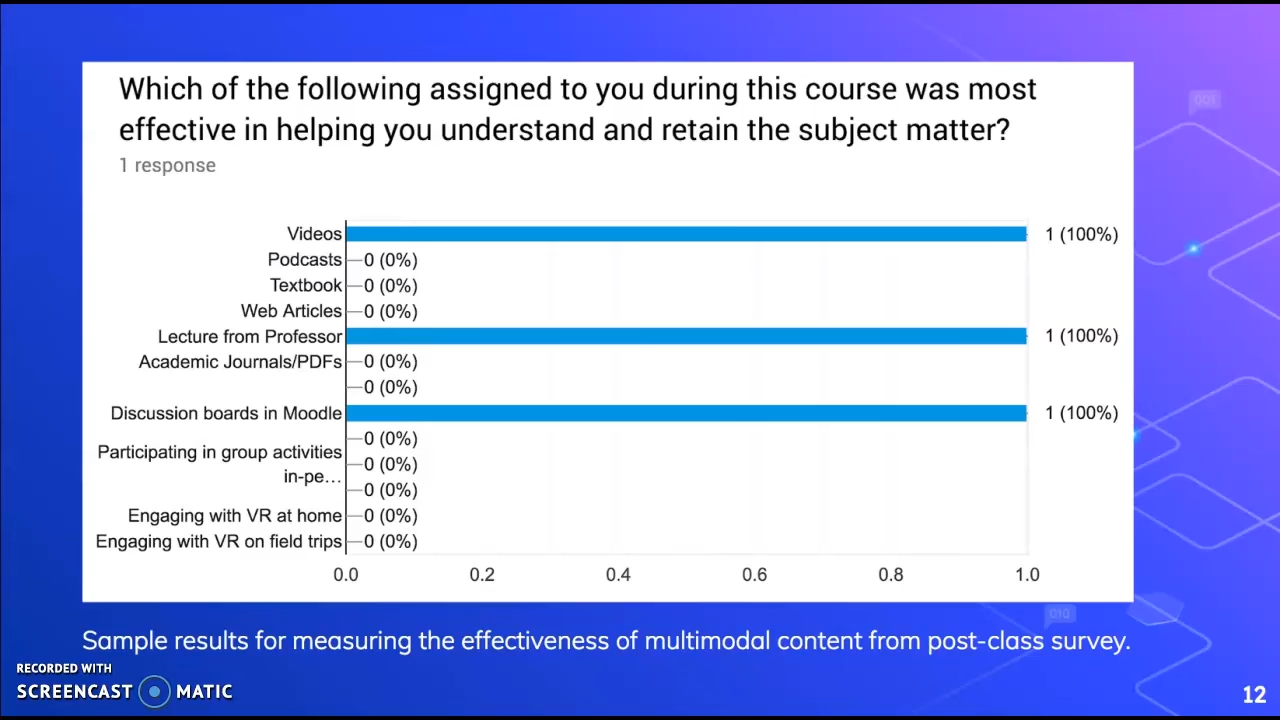 Which of the following assigned to you during this course was most
effective in helping you understand and retain the subject matter?
1 response
Videos 1 (100%)
Podcasts 0 (0%)
Textbook 0 (0%)
Web Articles 0 (0%)
Lecture from Professor 1 (100%)
Academic Journals/PDFs 0 (0%)
0 (0%)
Discussion boards in Moodle 1 (100%)
0 (0%)
Participating in group activities
0 (0%)
in-pe…
0 (0%)
Engaging with VR at home 0 (0%)
Engaging with VR on field trips 0 (0%)
0.0 0.2 0.4 0.6 0.8 1.0
001
010
Sample results for measuring the effectiveness of multimodal content from post-class survey.
RECORDED WITH
SCREENCAST MATIC
12